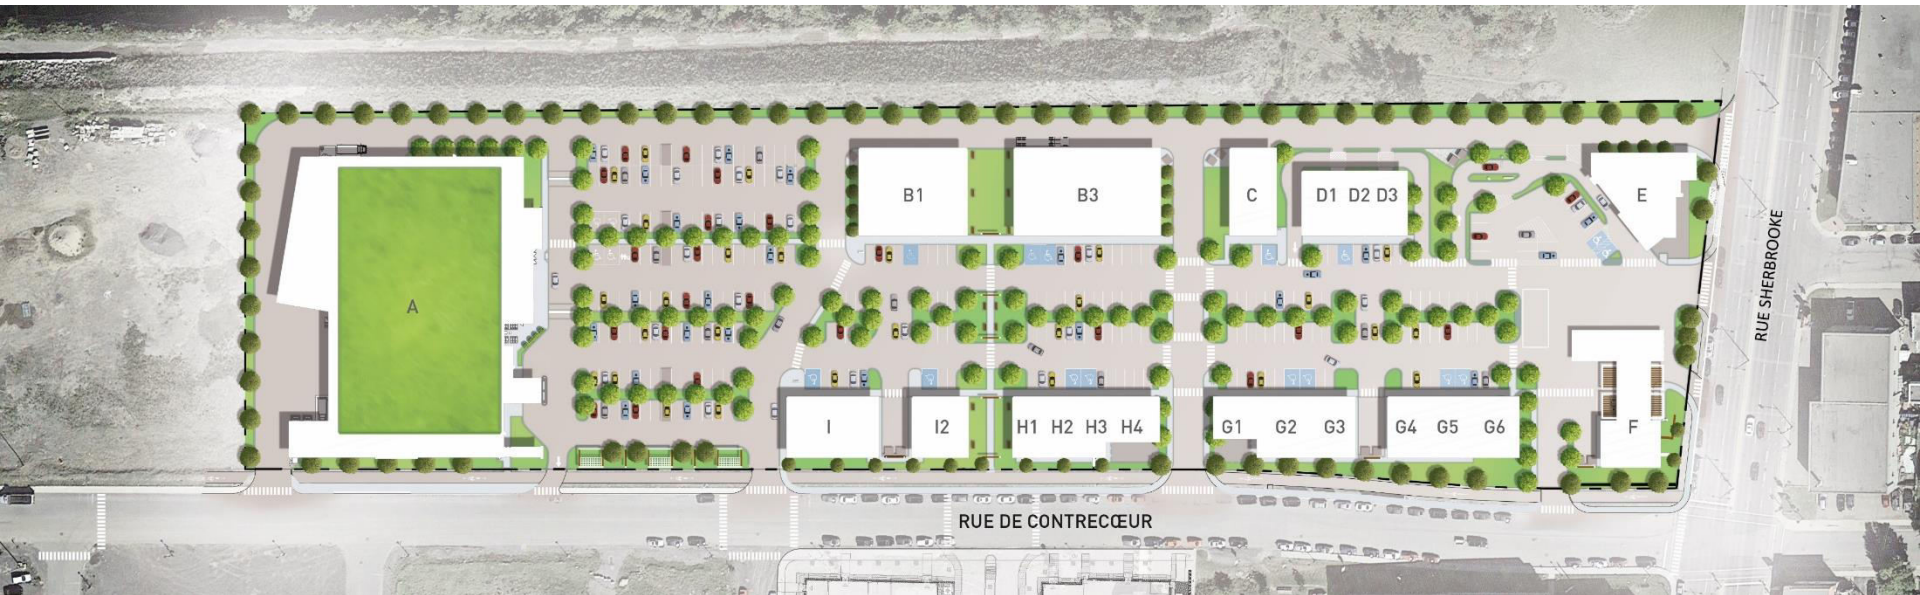 B1
B3
C
D1 D2 D3
E
A
RUE SHERBROOKE
I
I2
H1 H2 H3 H4
G1 G2 G3
G4 G5 G6
F
RUE DE CONTRECŒUR